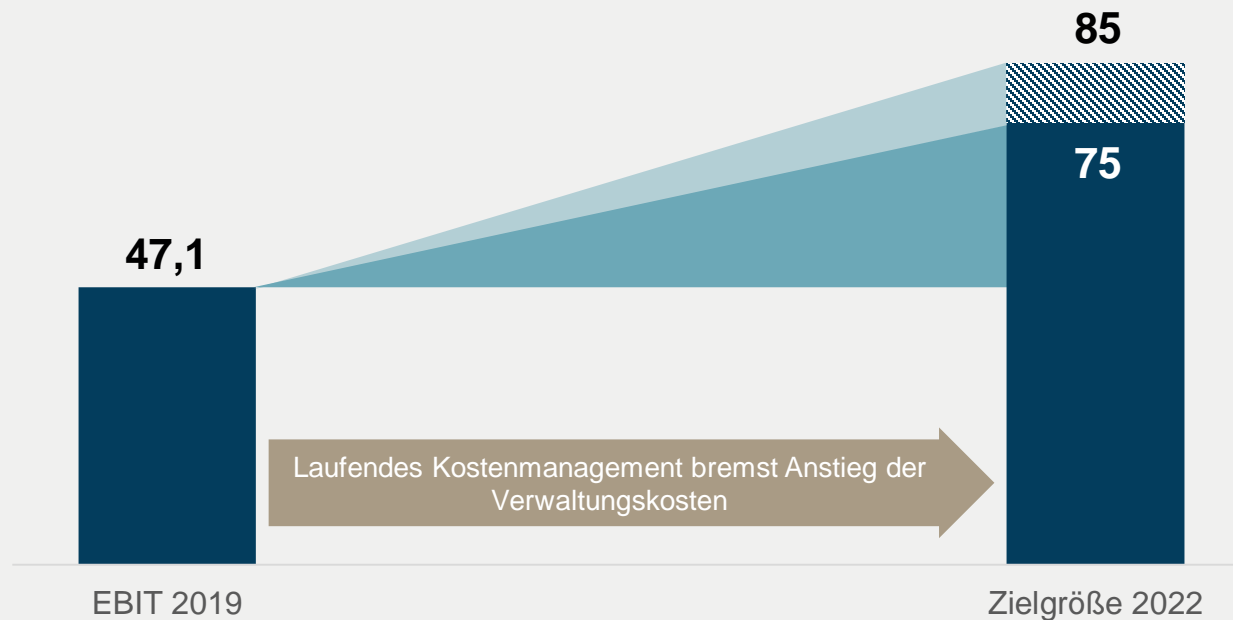 85
75
47,1
Laufendes Kostenmanagement bremst Anstieg der
Verwaltungskosten
EBIT 2019
Zielgröße 2022